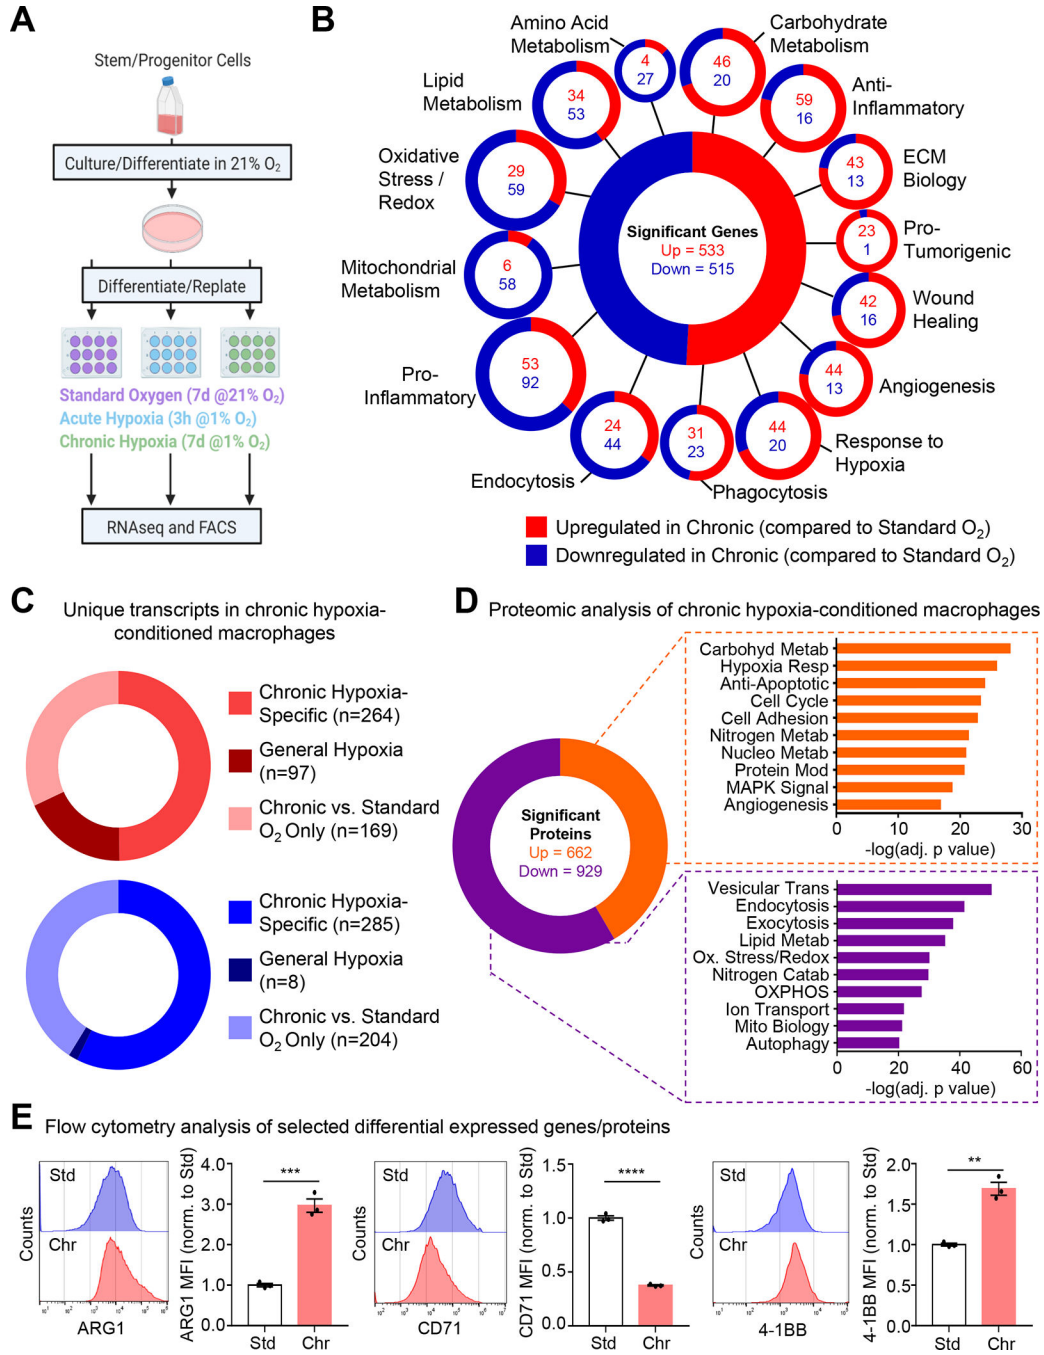 A
Stem/Progenitor Cells
Culture/Differentiate in 21% O2
Differentiate/Replate
Standard Oxygen (7d @21% O2)
Acute Hypoxia (3h @1% O2)
Chronic Hypoxia (7d @1% O2)
RNAseq and FACS
B
Amino Acid
Metabolism
4
27
Carbohydrate
Metabolism
46
20
Lipid
Metabolism
34
53
Anti-
Inflammatory
59
16
Oxidative
Stress /
Redox
29
59
ECM
Biology
43
13
Pro-
Tumorigenic
23
1
Significant Genes
Up = 533
Down = 515
Mitochondrial
Metabolism
6
58
Wound
Healing
42
16
Pro-
Inflammatory
53
92
Angiogenesis
44
13
Endocytosis
24
44
Phagocytosis
31
23
Response to
Hypoxia
44
20
Upregulated in Chronic (compared to Standard O2)
Downregulated in Chronic (compared to Standard O2)
C
Unique transcripts in chronic hypoxia-
conditioned macrophages
Chronic Hypoxia-
Specific (n=264)
General Hypoxia
(n=97)
Chronic vs. Standard
O2 Only (n=169)
Chronic Hypoxia-
Specific (n=285)
General Hypoxia
(n=8)
Chronic vs. Standard
O2 Only (n=204)
D
Proteomic analysis of chronic hypoxia-conditioned macrophages
Significant
Proteins
Up = 662
Down = 929
Carbohyd Metab
Hypoxia Resp
Anti-Apoptotic
Cell Cycle
Cell Adhesion
Nitrogen Metab
Nucleo Metab
Protein Mod
MAPK Signal
Angiogenesis
0 10 20 30
-log(adj. p value)
Vesicular Trans
Endocytosis
Exocytosis
Lipid Metab
Ox. Stress/Redox
Nitrogen Catab
OXPHOS
Ion Transport
Mito Biology
Autophagy
0 20 40 60
-log(adj. p value)
E
Flow cytometry analysis of selected differential expressed genes/proteins
Counts
Std
Chr
ARG1
ARG1 MFI (norm. to Std)
4.0
3.0
2.0
1.0
0.0
***
Std Chr
Counts
Std
Chr
CD71
CD71 MFI (norm. to Std)
1.5
1.0
0.5
0.0
****
Std Chr
Counts
Std
Chr
4-1BB
4-1BB MFI (norm. to Std)
2.0
1.5
1.0
0.5
0.0
**
Std Chr